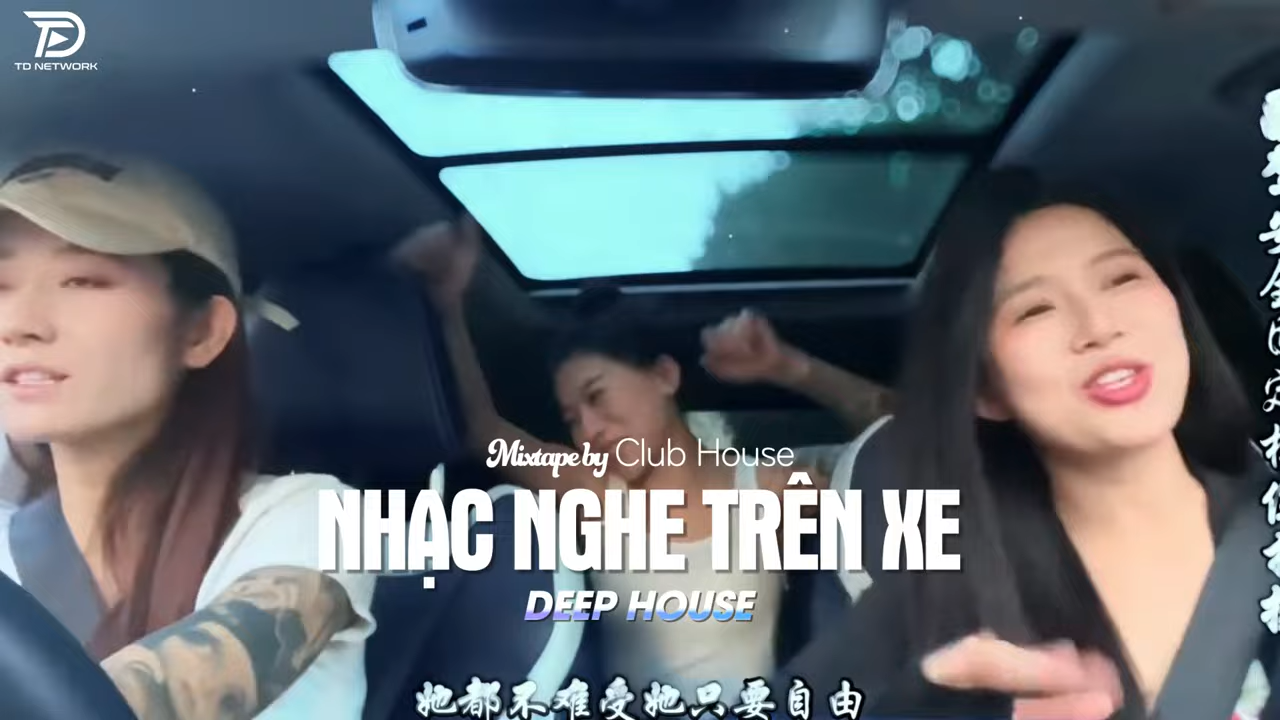 TD NETWORK
Mixtape by Club House
NHẠC NGHE TRÊN XE
DEEP HOUSE
她都不难受她只要自由